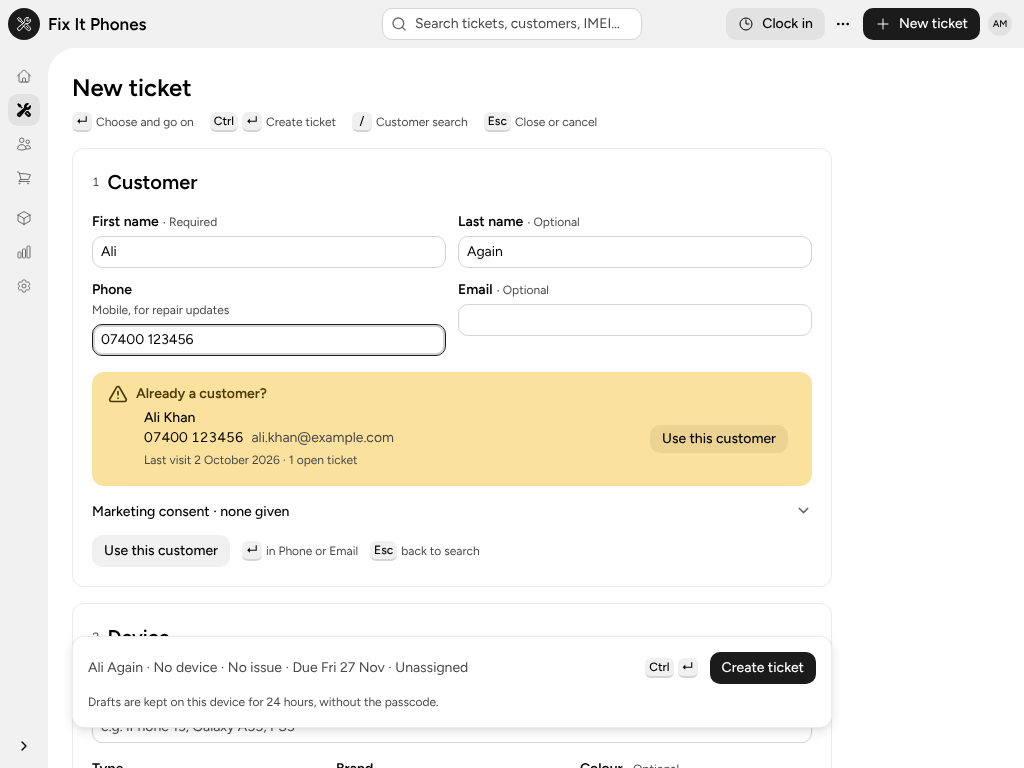 Fix It Phones
Search tickets, customers, IMEI...
Clock in
New ticket
AM
New ticket
Choose and go on
Ctrl
Create ticket
/
Customer search
Esc
Close or cancel
1
Customer
First name · Required
Last name · Optional
Ali
Again
Phone
Email · Optional
Mobile, for repair updates
07400 123456
Already a customer?
Ali Khan
07400 123456 ali.khan@example.com
Use this customer
Last visit 2 October 2026 · 1 open ticket
Marketing consent · none given
Use this customer
in Phone or Email
Esc
back to search
Device
Ali Again · No device · No issue · Due Fri 27 Nov · Unassigned
Ctrl
Create ticket
Drafts are kept on this device for 24 hours, without the passcode.
Type
Brand
Colour · Optional